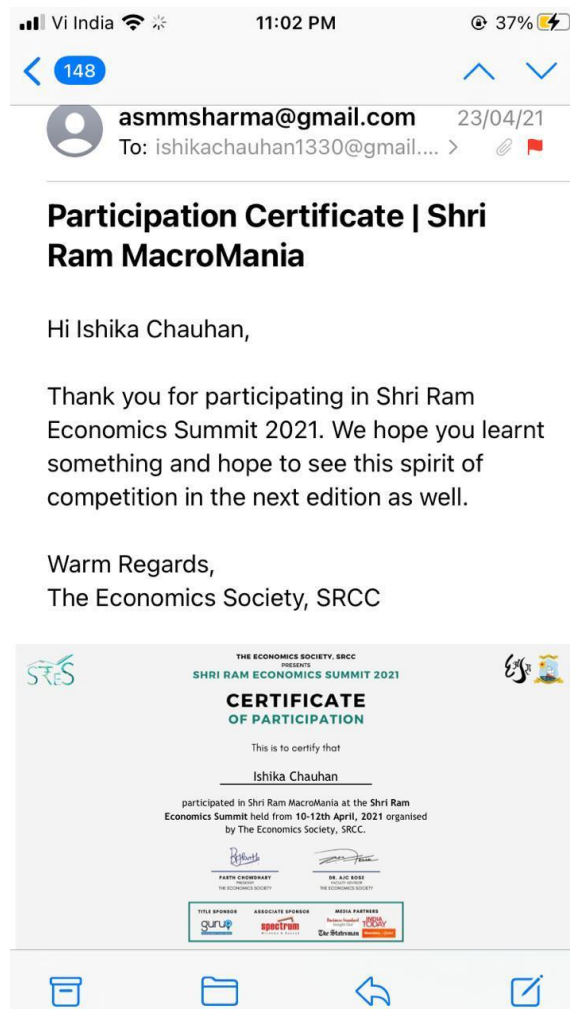 Vi India 11:02 PM 37%
148
asmmsharma@gmail.com 23/04/21
To: ishikachauhan1330@gmail.... >
Participation Certificate | Shri
Ram MacroMania
Hi Ishika Chauhan,
Thank you for participating in Shri Ram
Economics Summit 2021. We hope you learnt
something and hope to see this spirit of
competition in the next edition as well.
Warm Regards,
The Economics Society, SRCC
THE ECONOMICS SOCIETY, SRCC
PRESENTS
SHRI RAM ECONOMICS SUMMIT 2021
CERTIFICATE
OF PARTICIPATION
This is to certify that
Ishika Chauhan
participated in Shri Ram MacroMania at the Shri Ram
Economics Summit held from 10-12th April, 2021 organised
by The Economics Society, SRCC.
PARTH CHOWDHARY DR. AJC BOSE
PRESIDENT FACULTY ADVISOR
THE ECONOMICS SOCIETY THE ECONOMICS SOCIETY
TITLE SPONSOR ASSOCIATE SPONSOR MEDIA PARTNERS
guruQ spectrum Business Standard INDIA TODAY
The Statesman